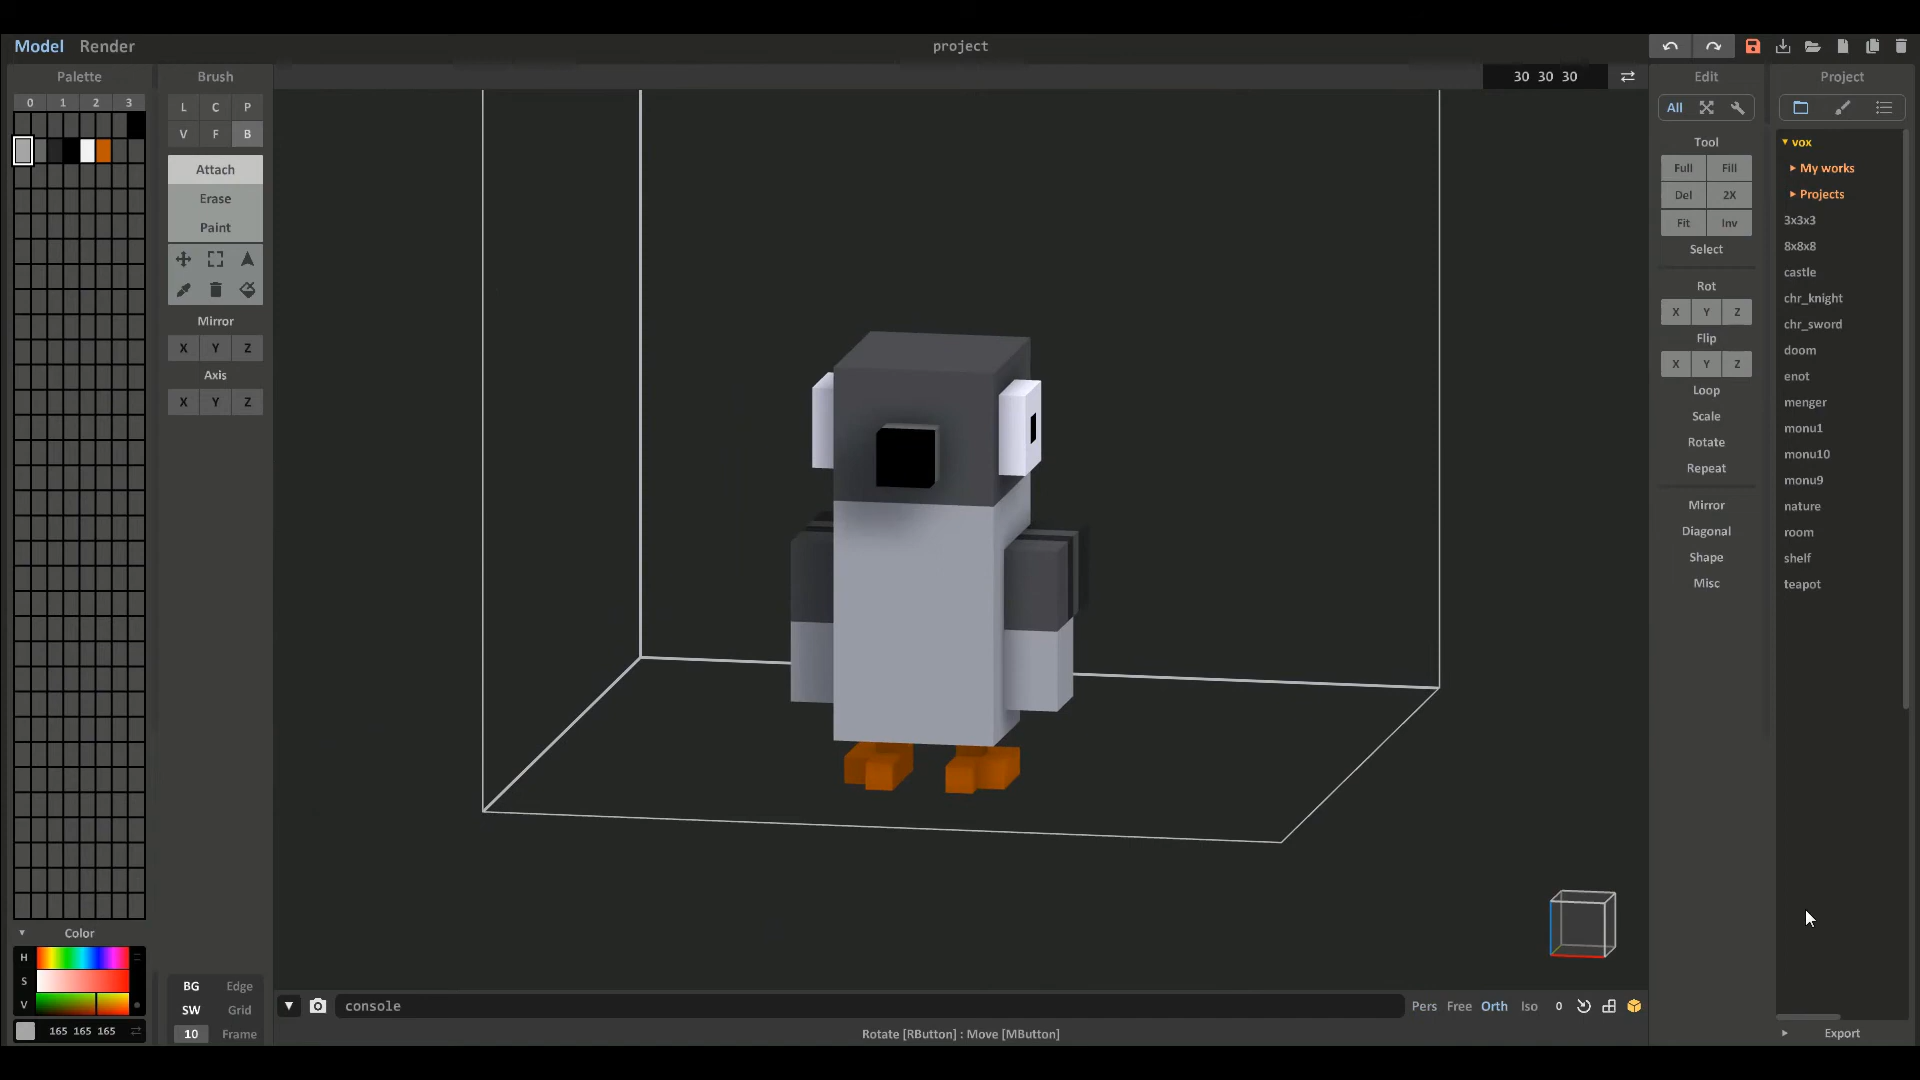 Model Render project
Palette Brush 30 30 30 Edit Project
0 1 2 3
L C P
V F B
Attach
Erase
Paint
Mirror
X Y Z
Axis
X Y Z
All
Tool
Full Fill
Del 2X
Fit Inv
Select
Rot
X Y Z
Flip
X Y Z
Loop
Scale
Rotate
Repeat
Mirror
Diagonal
Shape
Misc
vox
My works
Projects
3x3x3
8x8x8
castle
chr_knight
chr_sword
doom
enot
menger
monu1
monu10
monu9
nature
room
shelf
teapot
Color
H
S
V
165 165 165
BG Edge
SW Grid
10 Frame
console
Pers Free Orth Iso 0
Rotate [RButton] : Move [MButton]
Export